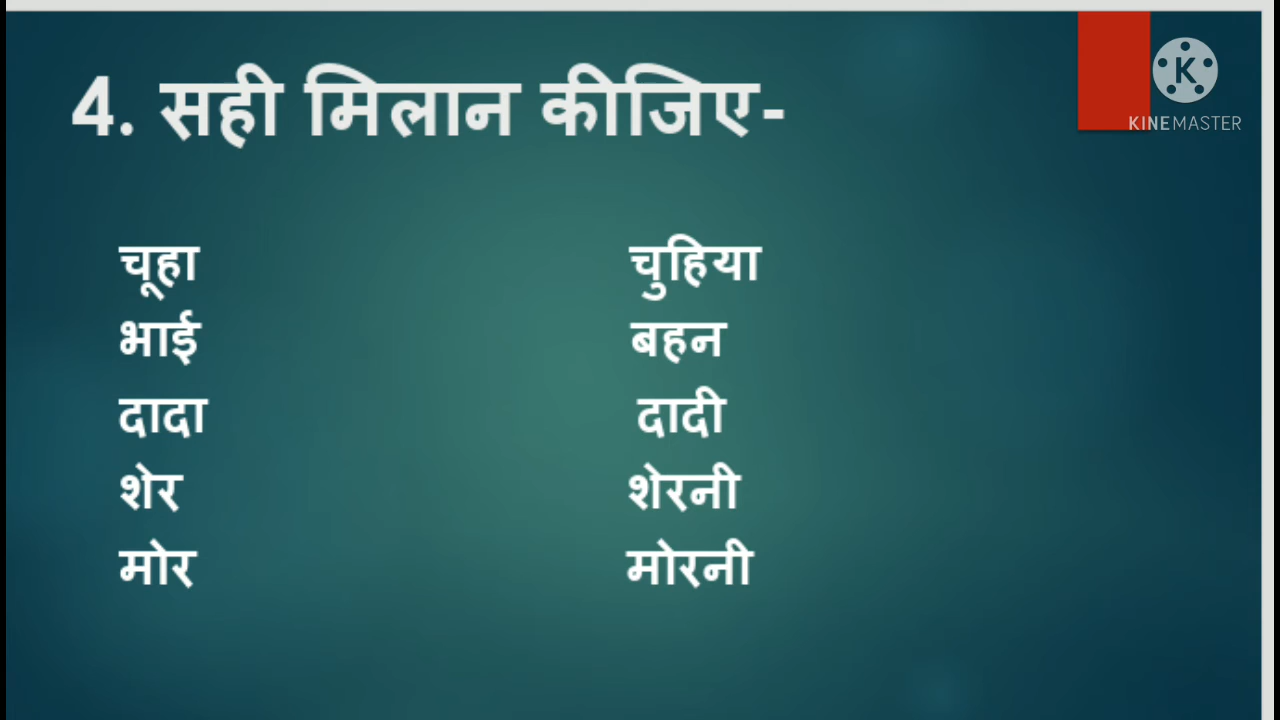 4. सही मिलान कीजिए-
K
KINEMASTER
चूहा चुहिया
भाई बहन
दादा दादी
शेर शेरनी
मोर मोरनी